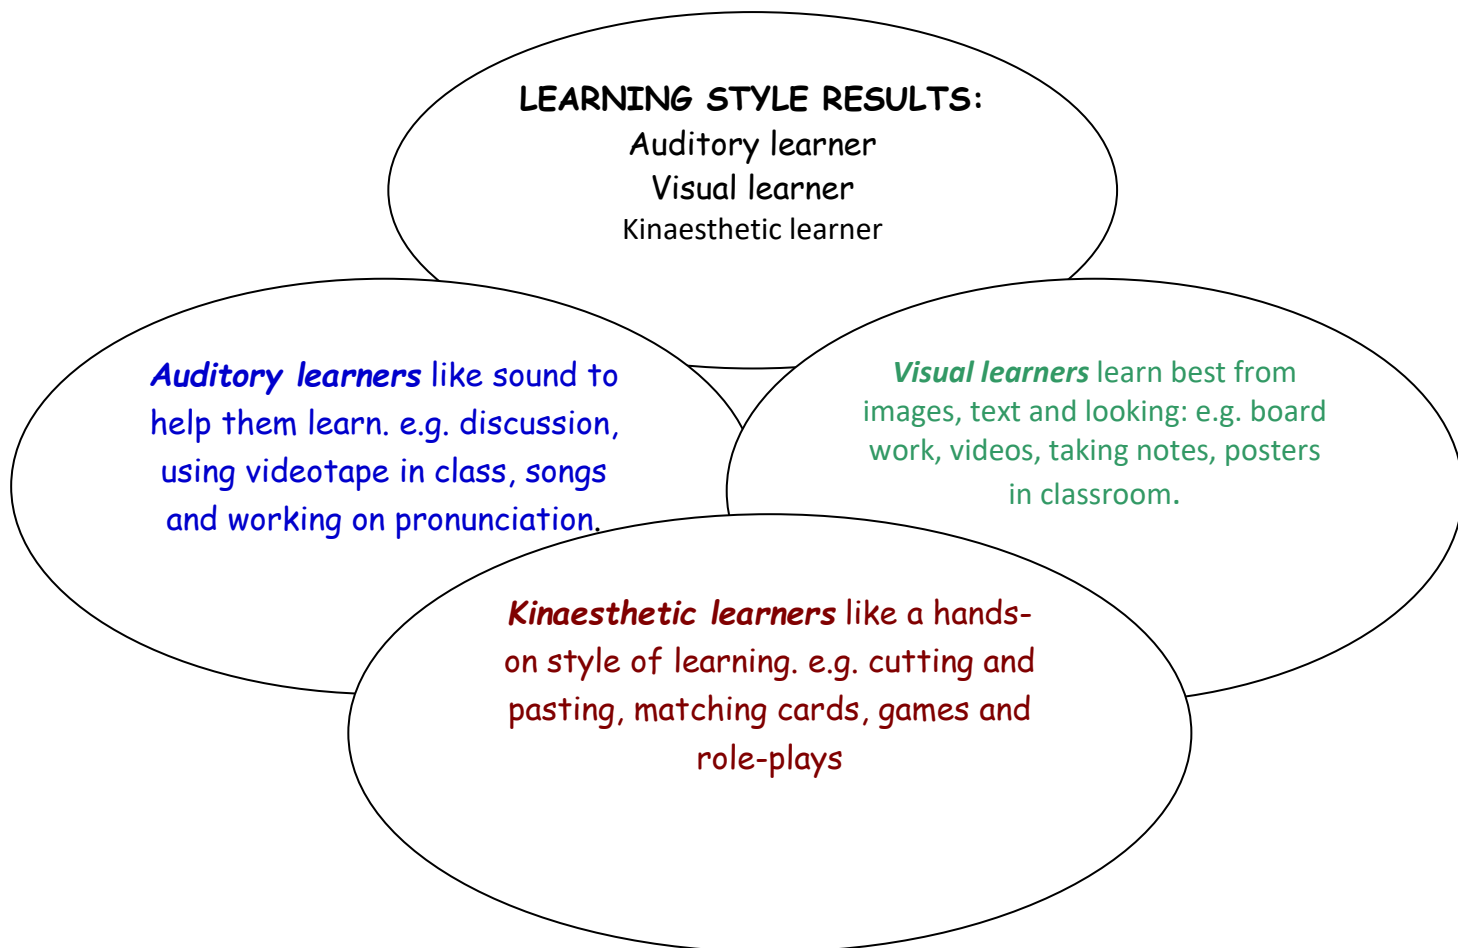 LEARNING STYLE RESULTS:
Auditory learner
Visual learner
Kinaesthetic learner
Auditory learners like sound to
help them learn. e.g. discussion,
using videotape in class, songs
and working on pronunciation.
Visual learners learn best from
images, text and looking: e.g. board
work, videos, taking notes, posters
in classroom.
Kinaesthetic learners like a hands-
on style of learning. e.g. cutting and
pasting, matching cards, games and
role-plays